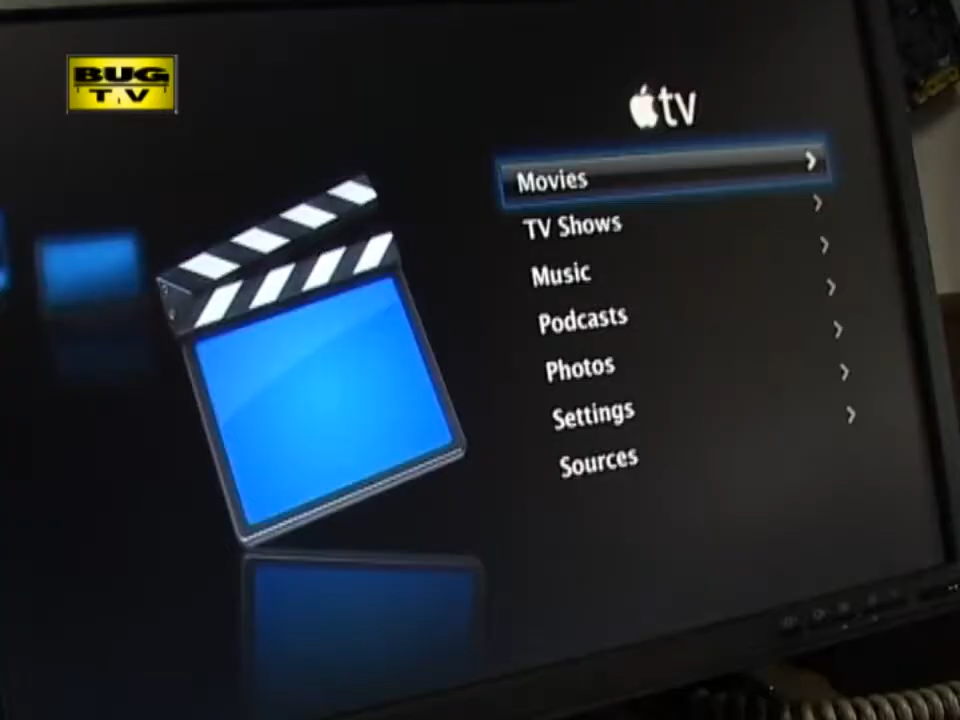 BUG
TV
tv
Movies
TV Shows
Music
Podcasts
Photos
Settings
Sources